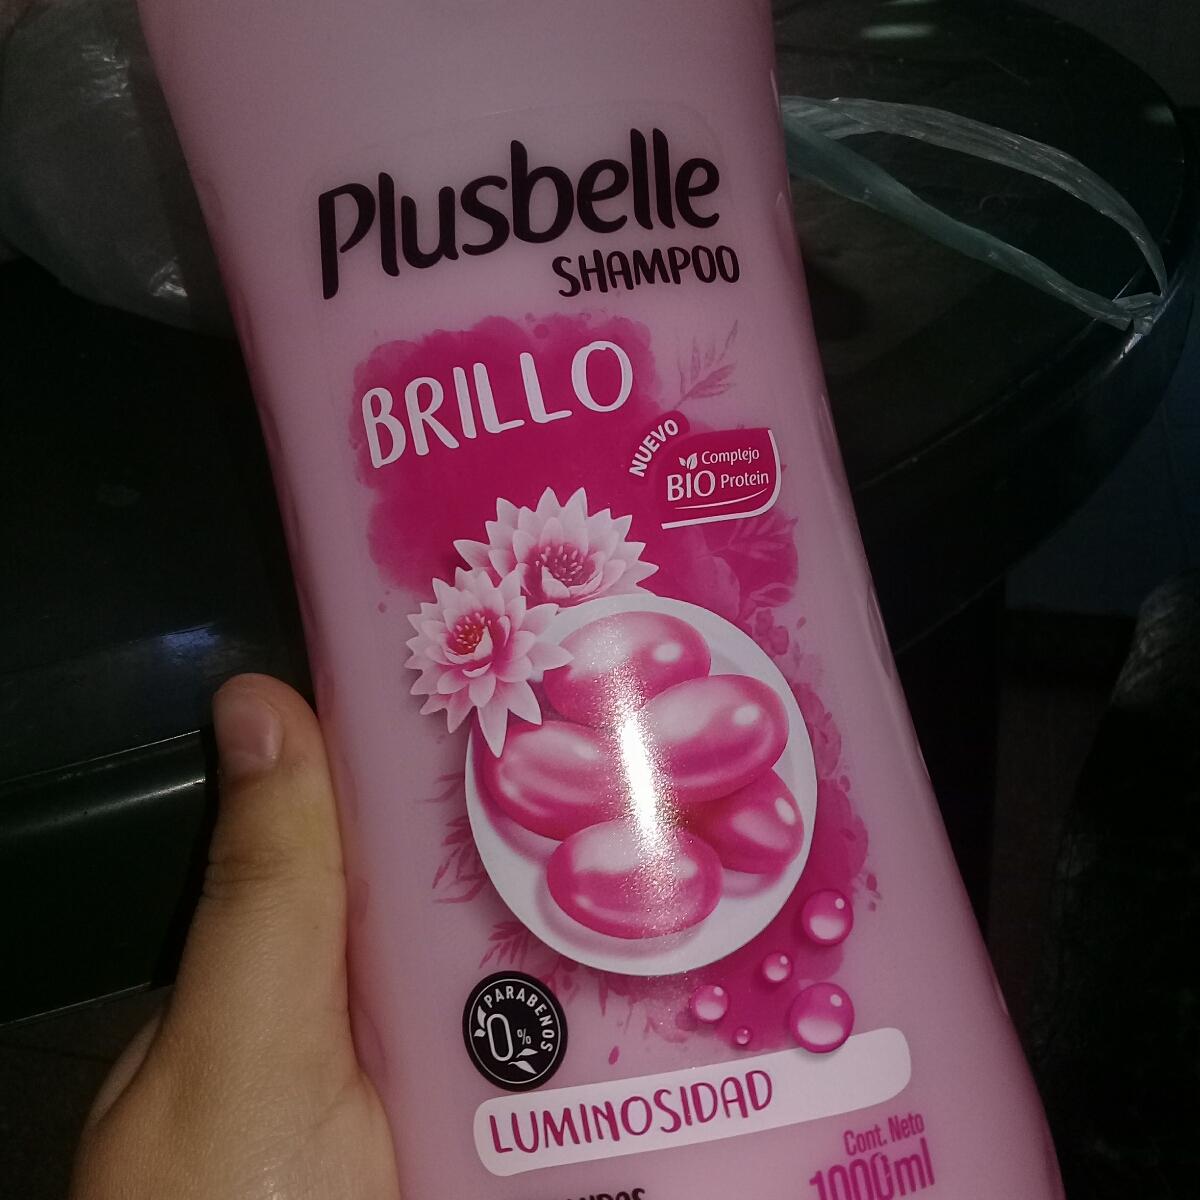 Plusbelle
SHAMPOO
BRILLO
NUEVO
Complejo
BIO Protein
PARABENOS
0%
LUMINOSIDAD
Cont. Neto
1000ml